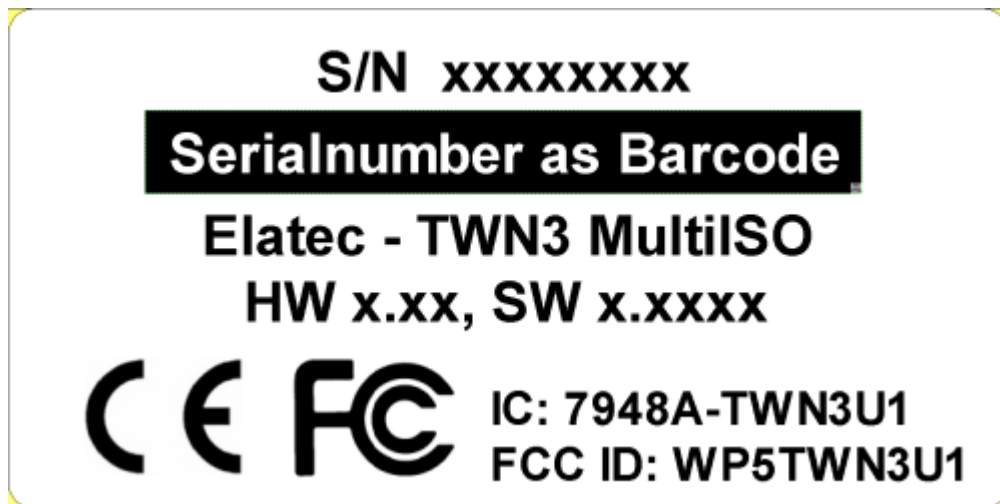 S/N xxxxxxxx
Serialnumber as Barcode
Elatec - TWN3 MultiISO
HW x.xx, SW x.xxxx
CE FC IC: 7948A-TWN3U1
FCC ID: WP5TWN3U1